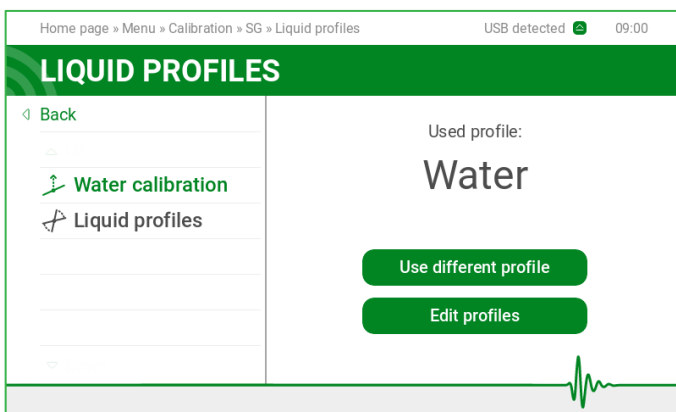 Home page » Menu » Calibration » SG » Liquid profiles
USB detected
09:00
LIQUID PROFILES
Back
Water calibration
Liquid profiles
Used profile:
Water
Use different profile
Edit profiles